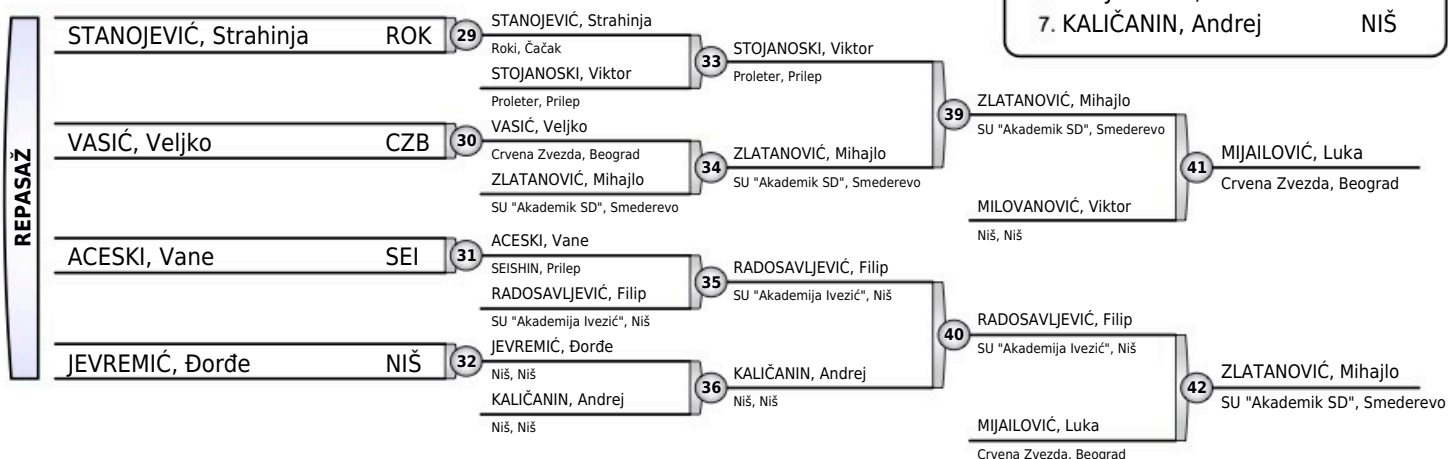 7. KALIČANIN, Andrej NIŠ
REPASAŽ
STANOJEVIĆ, Strahinja ROK
VASIĆ, Veljko CZB
ACESKI, Vane SEI
JEVREMIĆ, Đorđe NIŠ
29
STANOJEVIĆ, Strahinja
Roki, Čačak
STOJANOSKI, Viktor
Proleter, Prilep
30
VASIĆ, Veljko
Crvena Zvezda, Beograd
ZLATANOVIĆ, Mihajlo
SU "Akademik SD", Smederevo
31
ACESKI, Vane
SEISHIN, Prilep
RADOSAVLJEVIĆ, Filip
SU "Akademija Ivezić", Niš
32
JEVREMIĆ, Đorđe
Niš, Niš
KALIČANIN, Andrej
Niš, Niš
33
STOJANOSKI, Viktor
Proleter, Prilep
34
ZLATANOVIĆ, Mihajlo
SU "Akademik SD", Smederevo
35
RADOSAVLJEVIĆ, Filip
SU "Akademija Ivezić", Niš
36
KALIČANIN, Andrej
Niš, Niš
39
ZLATANOVIĆ, Mihajlo
SU "Akademik SD", Smederevo
MILOVANOVIĆ, Viktor
Niš, Niš
40
RADOSAVLJEVIĆ, Filip
SU "Akademija Ivezić", Niš
MIJAILOVIĆ, Luka
Crvena Zvezda, Beograd
41
MIJAILOVIĆ, Luka
Crvena Zvezda, Beograd
42
ZLATANOVIĆ, Mihajlo
SU "Akademik SD", Smederevo